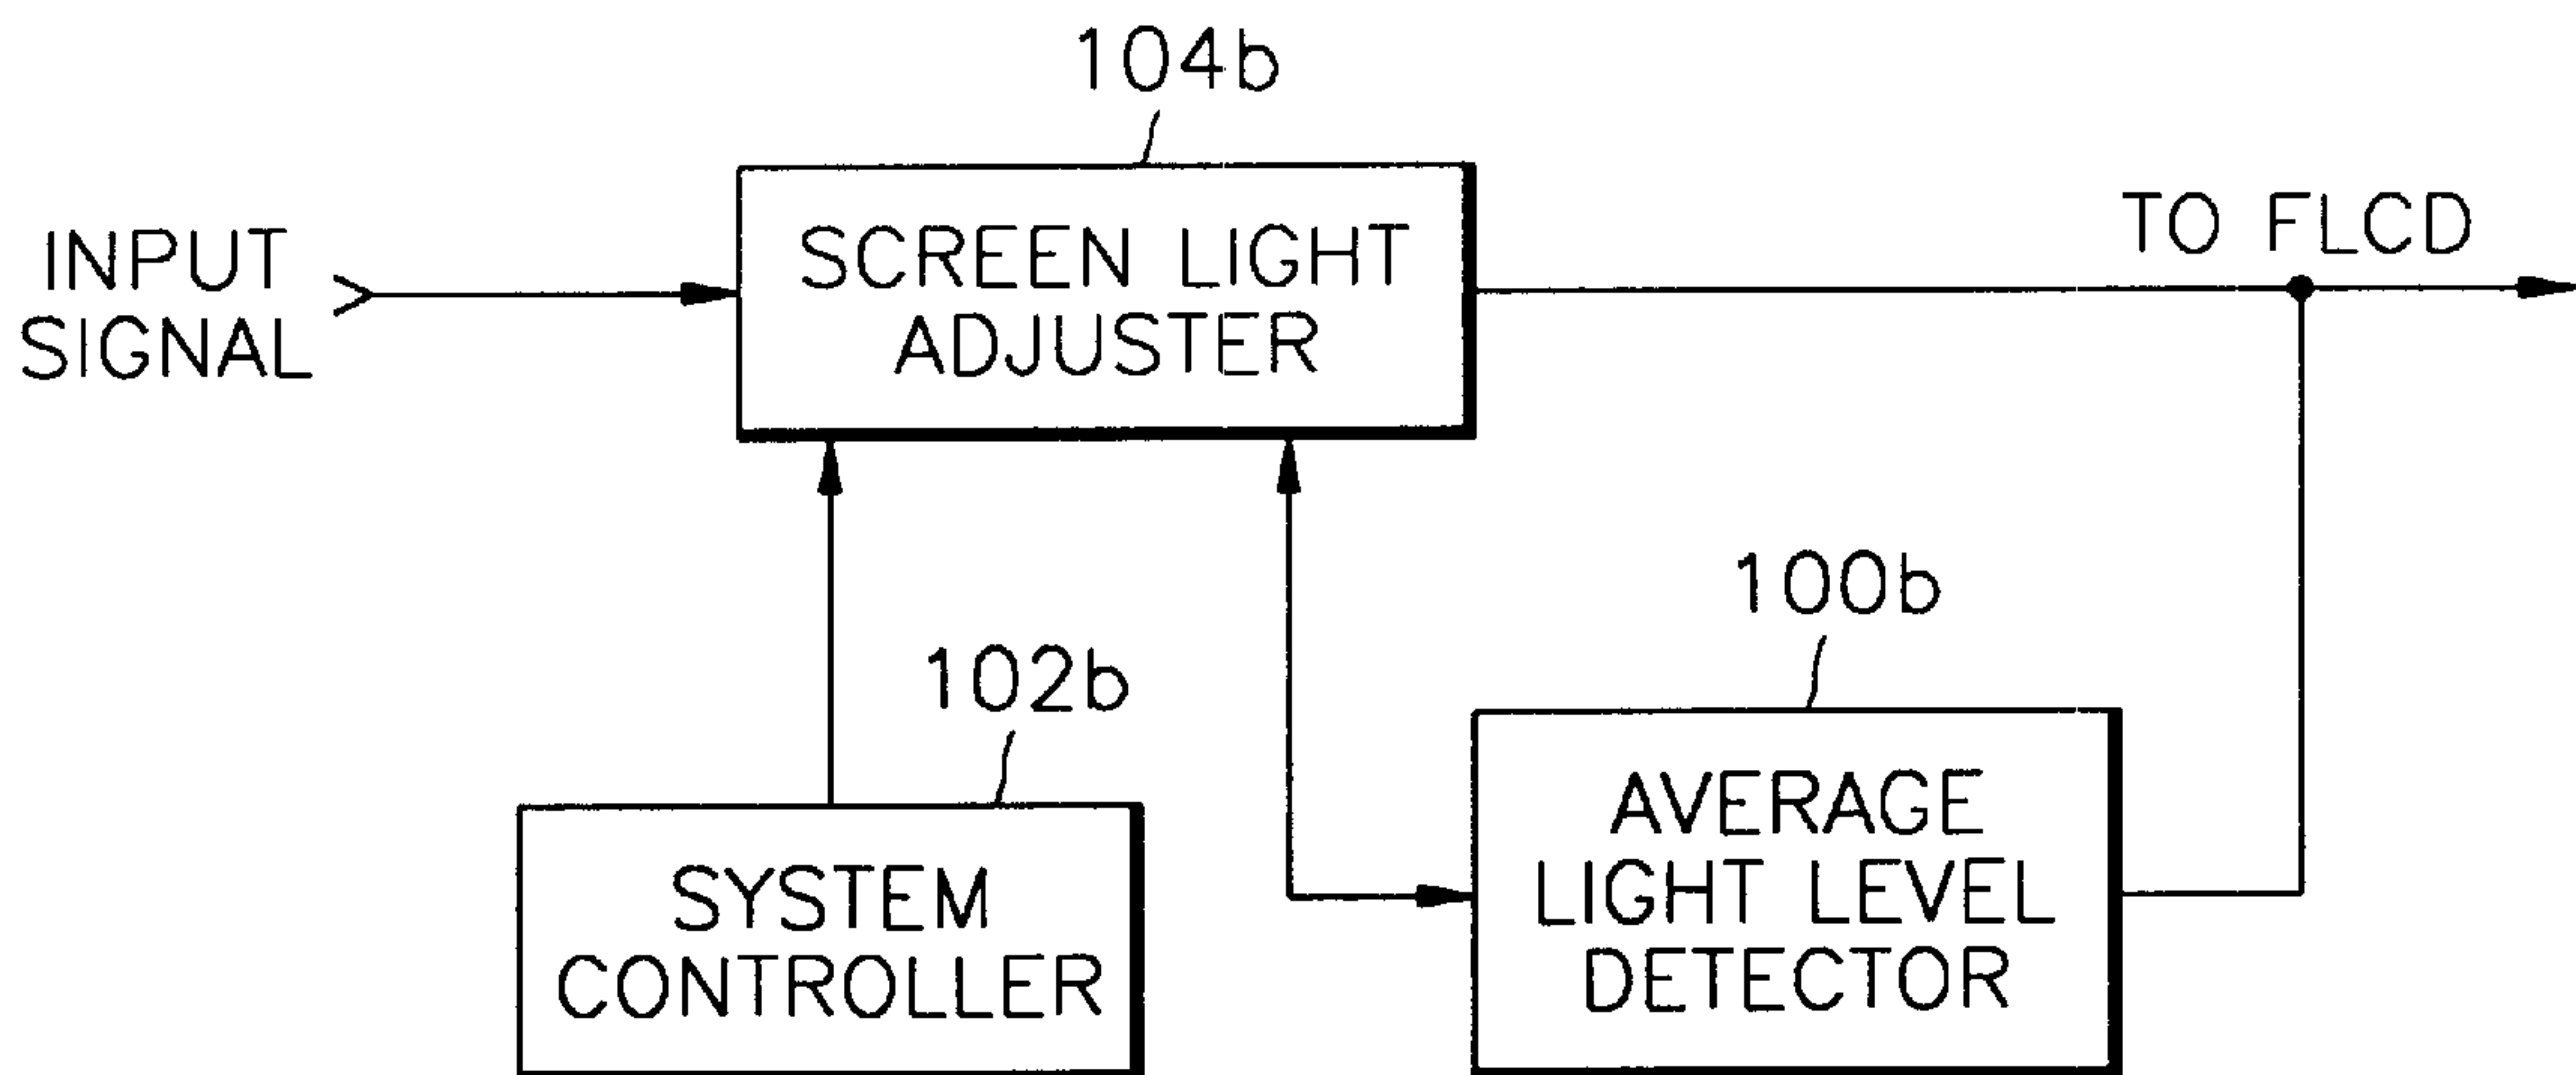 104b
INPUT
SIGNAL
SCREEN LIGHT
ADJUSTER
TO FLCD
102b
SYSTEM
CONTROLLER
100b
AVERAGE
LIGHT LEVEL
DETECTOR